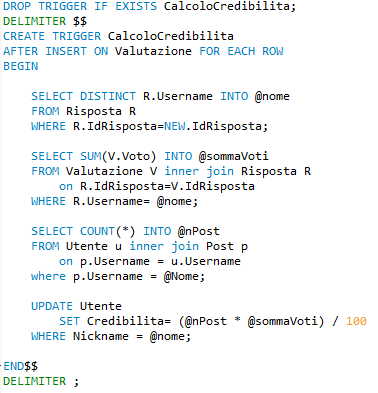 DROP TRIGGER IF EXISTS CalcoloCredibilita;
DELIMITER $$
CREATE TRIGGER CalcoloCredibilita
AFTER INSERT ON Valutazione FOR EACH ROW
BEGIN
SELECT DISTINCT R.Username INTO @nome
FROM Risposta R
WHERE R.IdRisposta=NEW.IdRisposta;
SELECT SUM(V.Voto) INTO @sommaVoti
FROM Valutazione V inner join Risposta R
on R.IdRisposta=V.IdRisposta
WHERE R.Username= @nome;
SELECT COUNT(*) INTO @nPost
FROM Utente u inner join Post p
on p.Username = u.Username
where p.Username = @Nome;
UPDATE Utente
SET Credibilita= (@nPost * @sommaVoti) / 100
WHERE Nickname = @nome;
END$$
DELIMITER ;